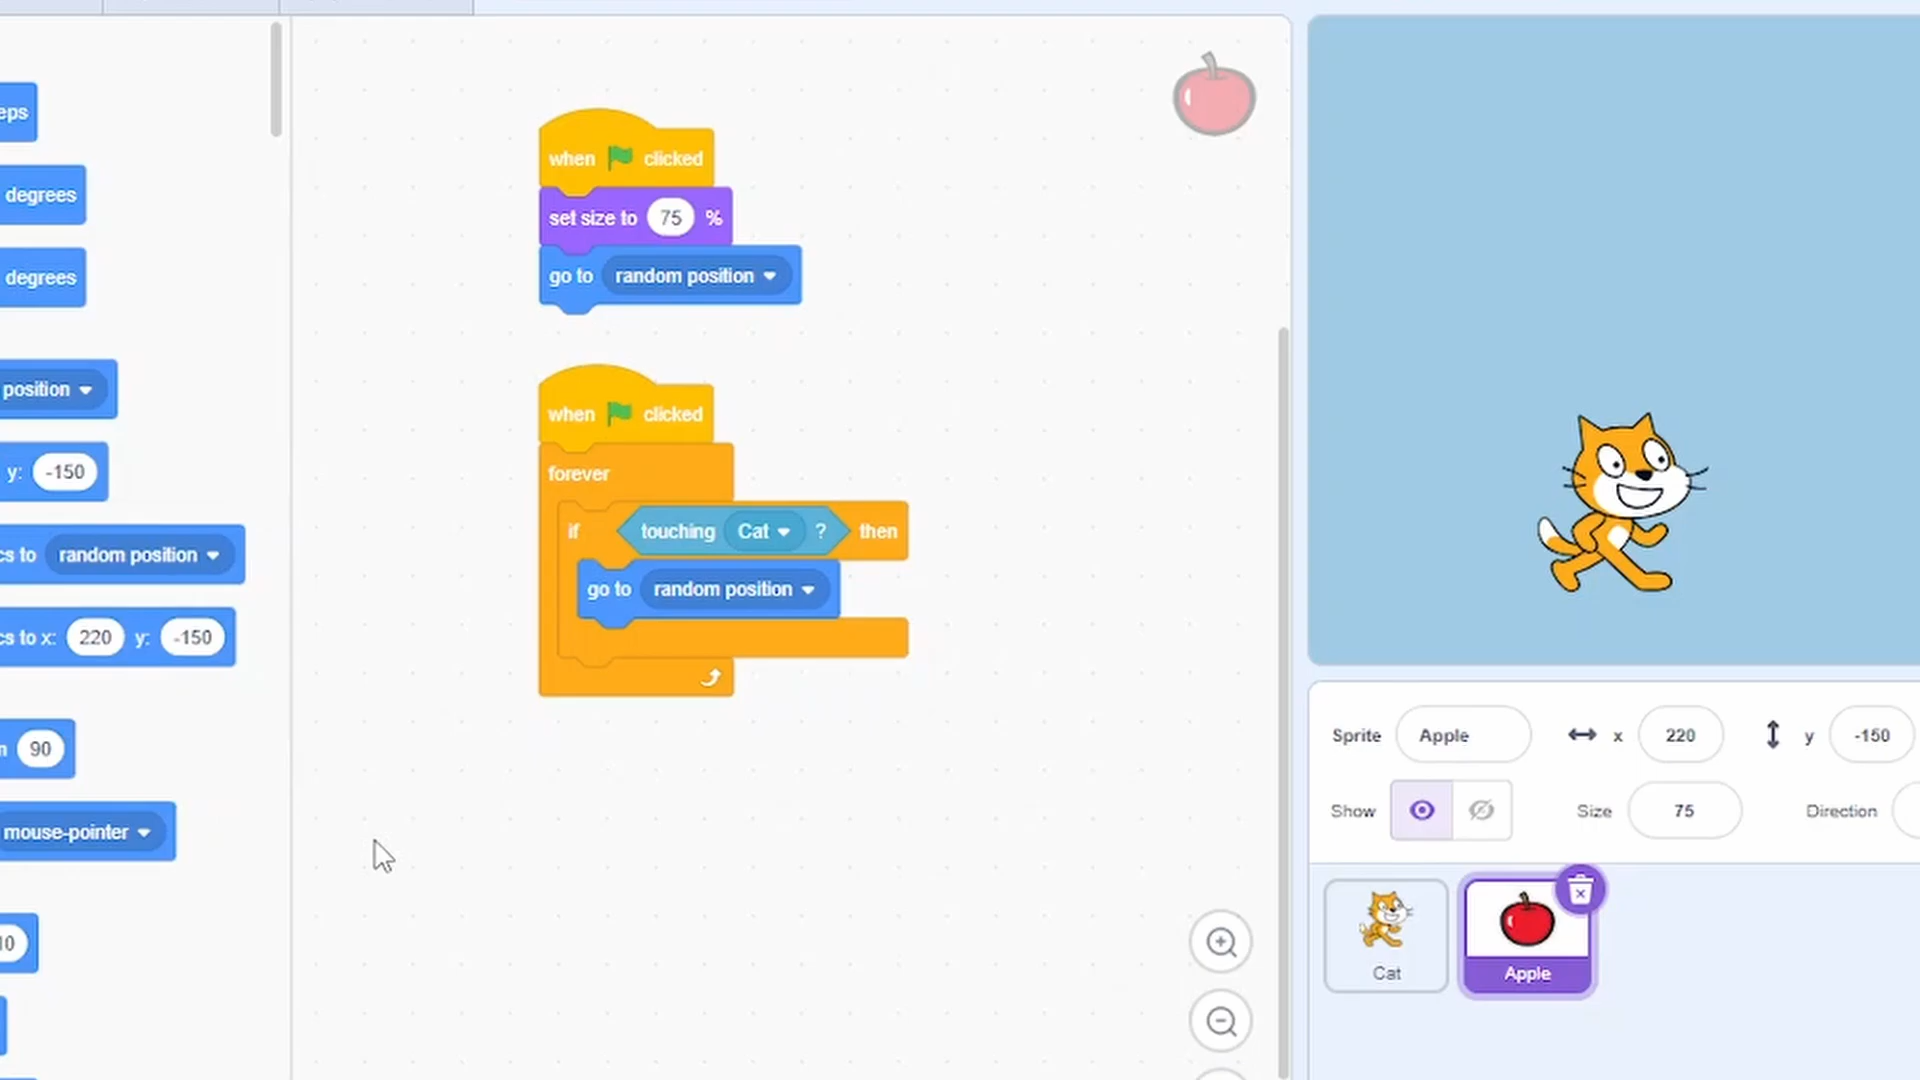 eps
degrees
degrees
position
y: -150
cs to random position
cs to x: 220 y: -150
90
mouse-pointer
10
when clicked
set size to 75 %
go to random position
when clicked
forever
if touching Cat ? then
go to random position
Sprite Apple x 220 y -150
Show Size 75 Direction
Cat
Apple